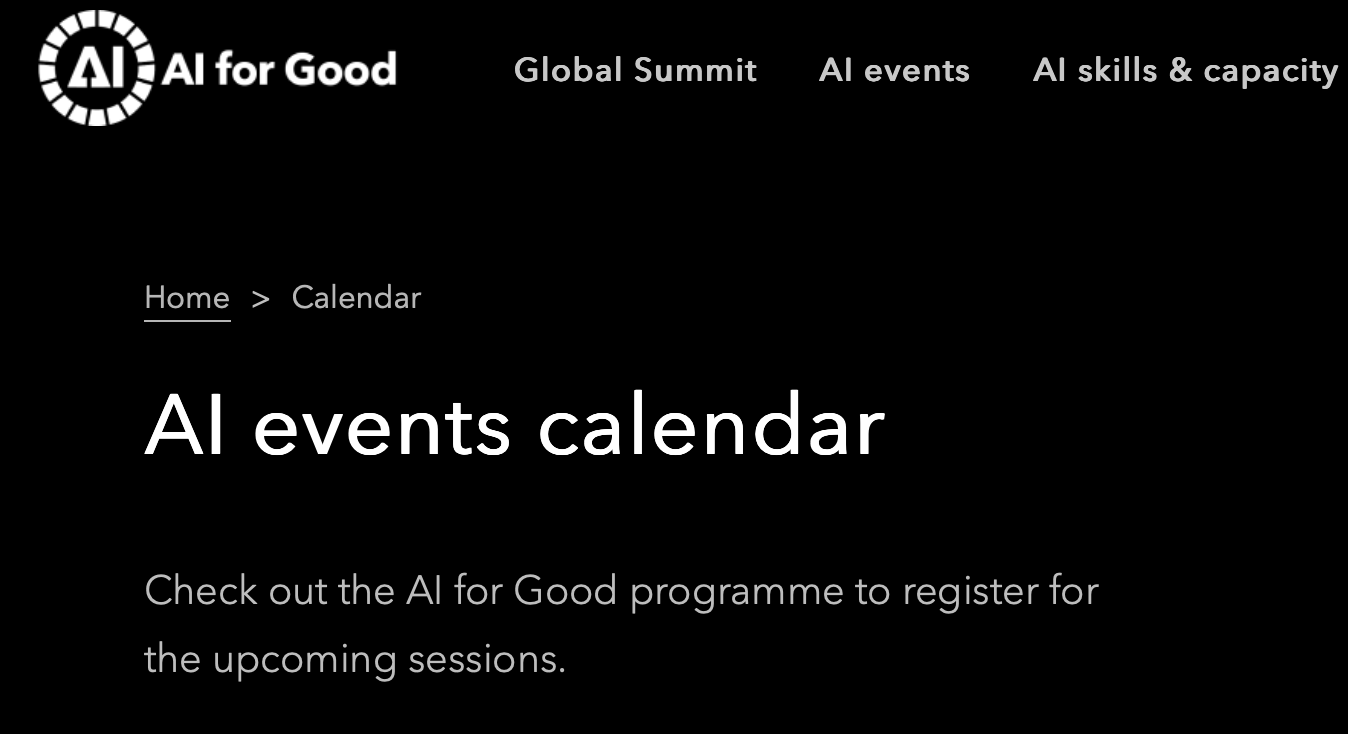 AI AI for Good Global Summit AI events AI skills & capacity
Home > Calendar
AI events calendar
Check out the AI for Good programme to register for
the upcoming sessions.